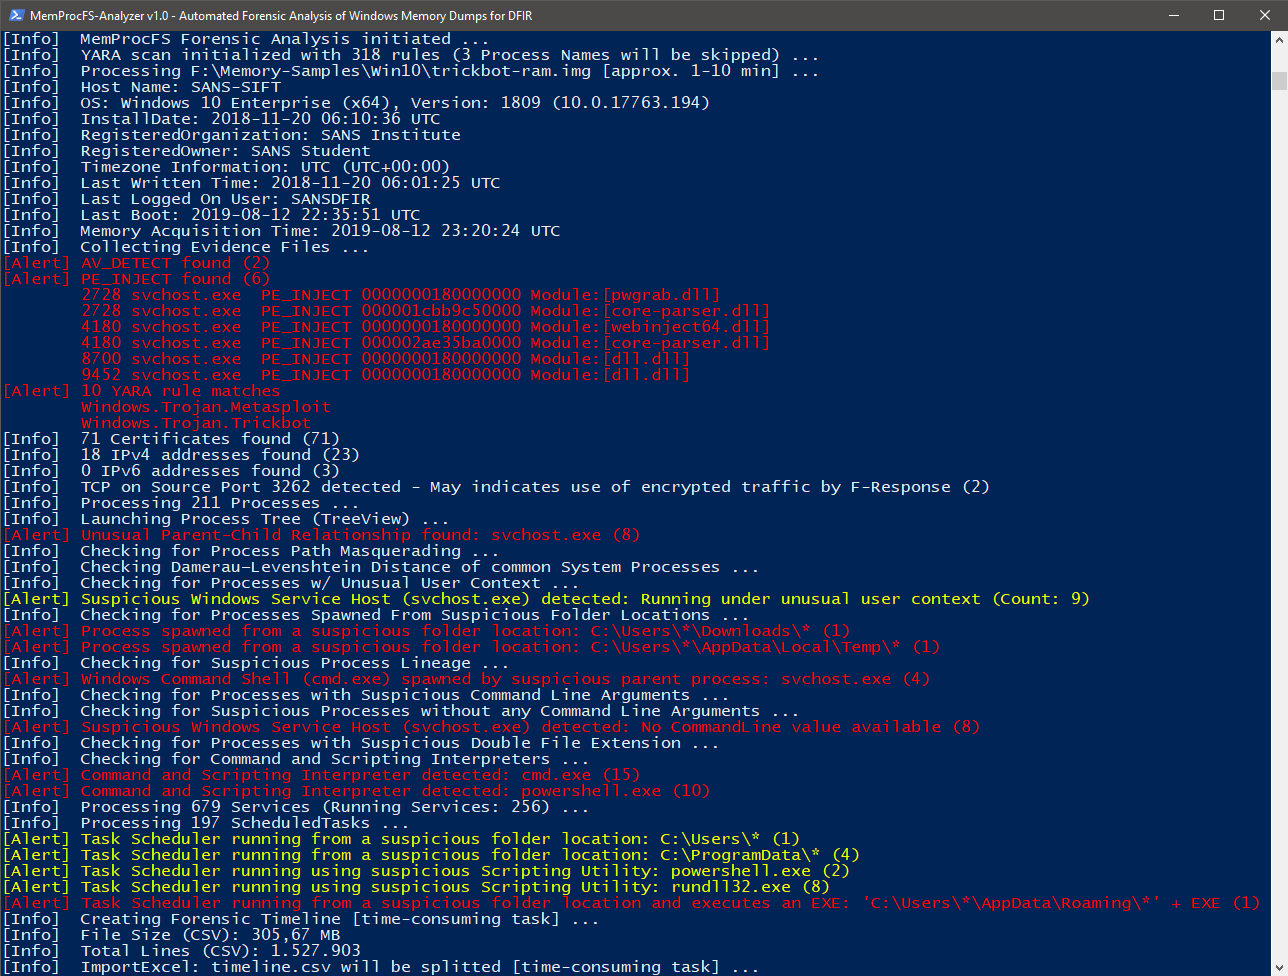 MemProcFS-Analyzer v1.0 - Automated Forensic Analysis of Windows Memory Dumps for DFIR
[Info]  MemProcFS Forensic Analysis initiated ...
[Info]  YARA scan initialized with 318 rules (3 Process Names will be skipped) ...
[Info]  Processing F:\Memory-Samples\Win10\trickbot-ram.img [approx. 1-10 min] ...
[Info]  Host Name: SANS-SIFT
[Info]  OS: Windows 10 Enterprise (x64), Version: 1809 (10.0.17763.194)
[Info]  InstallDate: 2018-11-20 06:10:36 UTC
[Info]  RegisteredOrganization: SANS Institute
[Info]  RegisteredOwner: SANS Student
[Info]  Timezone Information: UTC (UTC+00:00)
[Info]  Last Written Time: 2018-11-20 06:01:25 UTC
[Info]  Last Logged On User: SANSDFIR
[Info]  Last Boot: 2019-08-12 22:35:51 UTC
[Info]  Memory Acquisition Time: 2019-08-12 23:20:24 UTC
[Info]  Collecting Evidence Files ...
[Alert] AV_DETECT found (2)
[Alert] PE_INJECT found (6)
        2728 svchost.exe  PE_INJECT 0000000180000000 Module:[pwgrab.dll]
        2728 svchost.exe  PE_INJECT 000001cbb9c50000 Module:[core-parser.dll]
        4180 svchost.exe  PE_INJECT 0000000180000000 Module:[webinject64.dll]
        4180 svchost.exe  PE_INJECT 000002ae35ba0000 Module:[core-parser.dll]
        8700 svchost.exe  PE_INJECT 0000000180000000 Module:[dll.dll]
        9452 svchost.exe  PE_INJECT 0000000180000000 Module:[dll.dll]
[Alert] 10 YARA rule matches
        Windows.Trojan.Metasploit
        Windows.Trojan.Trickbot
[Info]  71 Certificates found (71)
[Info]  18 IPv4 addresses found (23)
[Info]  0 IPv6 addresses found (3)
[Info]  TCP on Source Port 3262 detected - May indicates use of encrypted traffic by F-Response (2)
[Info]  Processing 211 Processes ...
[Info]  Launching Process Tree (TreeView) ...
[Alert] Unusual Parent-Child Relationship found: svchost.exe (8)
[Info]  Checking for Process Path Masquerading ...
[Info]  Checking Damerau–Levenshtein Distance of common System Processes ...
[Info]  Checking for Processes w/ Unusual User Context ...
[Alert] Suspicious Windows Service Host (svchost.exe) detected: Running under unusual user context (Count: 9)
[Info]  Checking for Processes Spawned From Suspicious Folder Locations ...
[Alert] Process spawned from a suspicious folder location: C:\Users\*\Downloads\* (1)
[Alert] Process spawned from a suspicious folder location: C:\Users\*\AppData\Local\Temp\* (1)
[Info]  Checking for Suspicious Process Lineage ...
[Alert] Windows Command Shell (cmd.exe) spawned by suspicious parent process: svchost.exe (4)
[Info]  Checking for Processes with Suspicious Command Line Arguments ...
[Info]  Checking for Suspicious Processes without any Command Line Arguments ...
[Alert] Suspicious Windows Service Host (svchost.exe) detected: No CommandLine value available (8)
[Info]  Checking for Processes with Suspicious Double File Extension ...
[Info]  Checking for Command and Scripting Interpreters ...
[Alert] Command and Scripting Interpreter detected: cmd.exe (15)
[Alert] Command and Scripting Interpreter detected: powershell.exe (10)
[Info]  Processing 679 Services (Running Services: 256) ...
[Info]  Processing 197 ScheduledTasks ...
[Alert] Task Scheduler running from a suspicious folder location: C:\Users\* (1)
[Alert] Task Scheduler running from a suspicious folder location: C:\ProgramData\* (4)
[Alert] Task Scheduler running using suspicious Scripting Utility: powershell.exe (2)
[Alert] Task Scheduler running using suspicious Scripting Utility: rundll32.exe (8)
[Alert] Task Scheduler running from a suspicious folder location and executes an EXE: 'C:\Users\*\AppData\Roaming\*' + EXE (1)
[Info]  Creating Forensic Timeline [time-consuming task] ...
[Info]  File Size (CSV): 305,67 MB
[Info]  Total Lines (CSV): 1.527.903
[Info]  ImportExcel: timeline.csv will be splitted [time-consuming task] ...